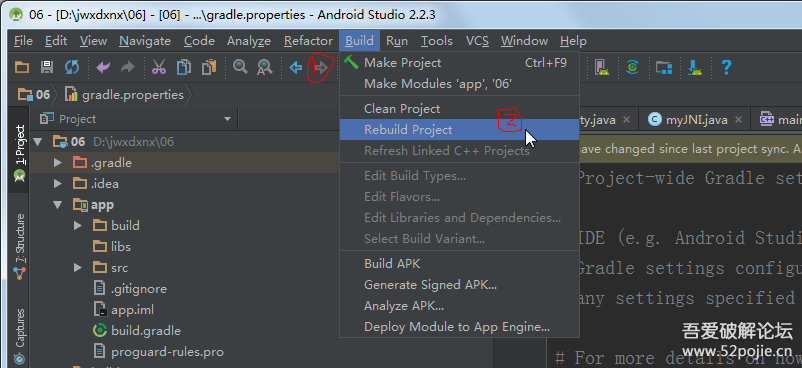 06 - [D:\jwxdxnx\06] - [06] - ...\gradle.properties - Android Studio 2.2.3
File Edit View Navigate Code Analyze Refactor Build Run Tools VCS Window Help
06 gradle.properties
1: Project
7: Structure
Captures
Project
06 D:\jwxdxnx\06
.gradle
.idea
app
build
libs
src
.gitignore
app.iml
build.gradle
proguard-rules.pro
Make Project Ctrl+F9
Make Modules 'app', '06'
Clean Project
Rebuild Project
2
Refresh Linked C++ Projects
Edit Build Types...
Edit Flavors...
Edit Libraries and Dependencies...
Select Build Variant...
Build APK
Generate Signed APK...
Analyze APK...
Deploy Module to App Engine...
ty.java myJNI.java main
ave changed since last project sync. A
Project-wide Gradle set
IDE (e.g. Android Studi
Gradle settings configu
any settings specified
# For more details on how
吾爱破解论坛
www.52pojie.cn